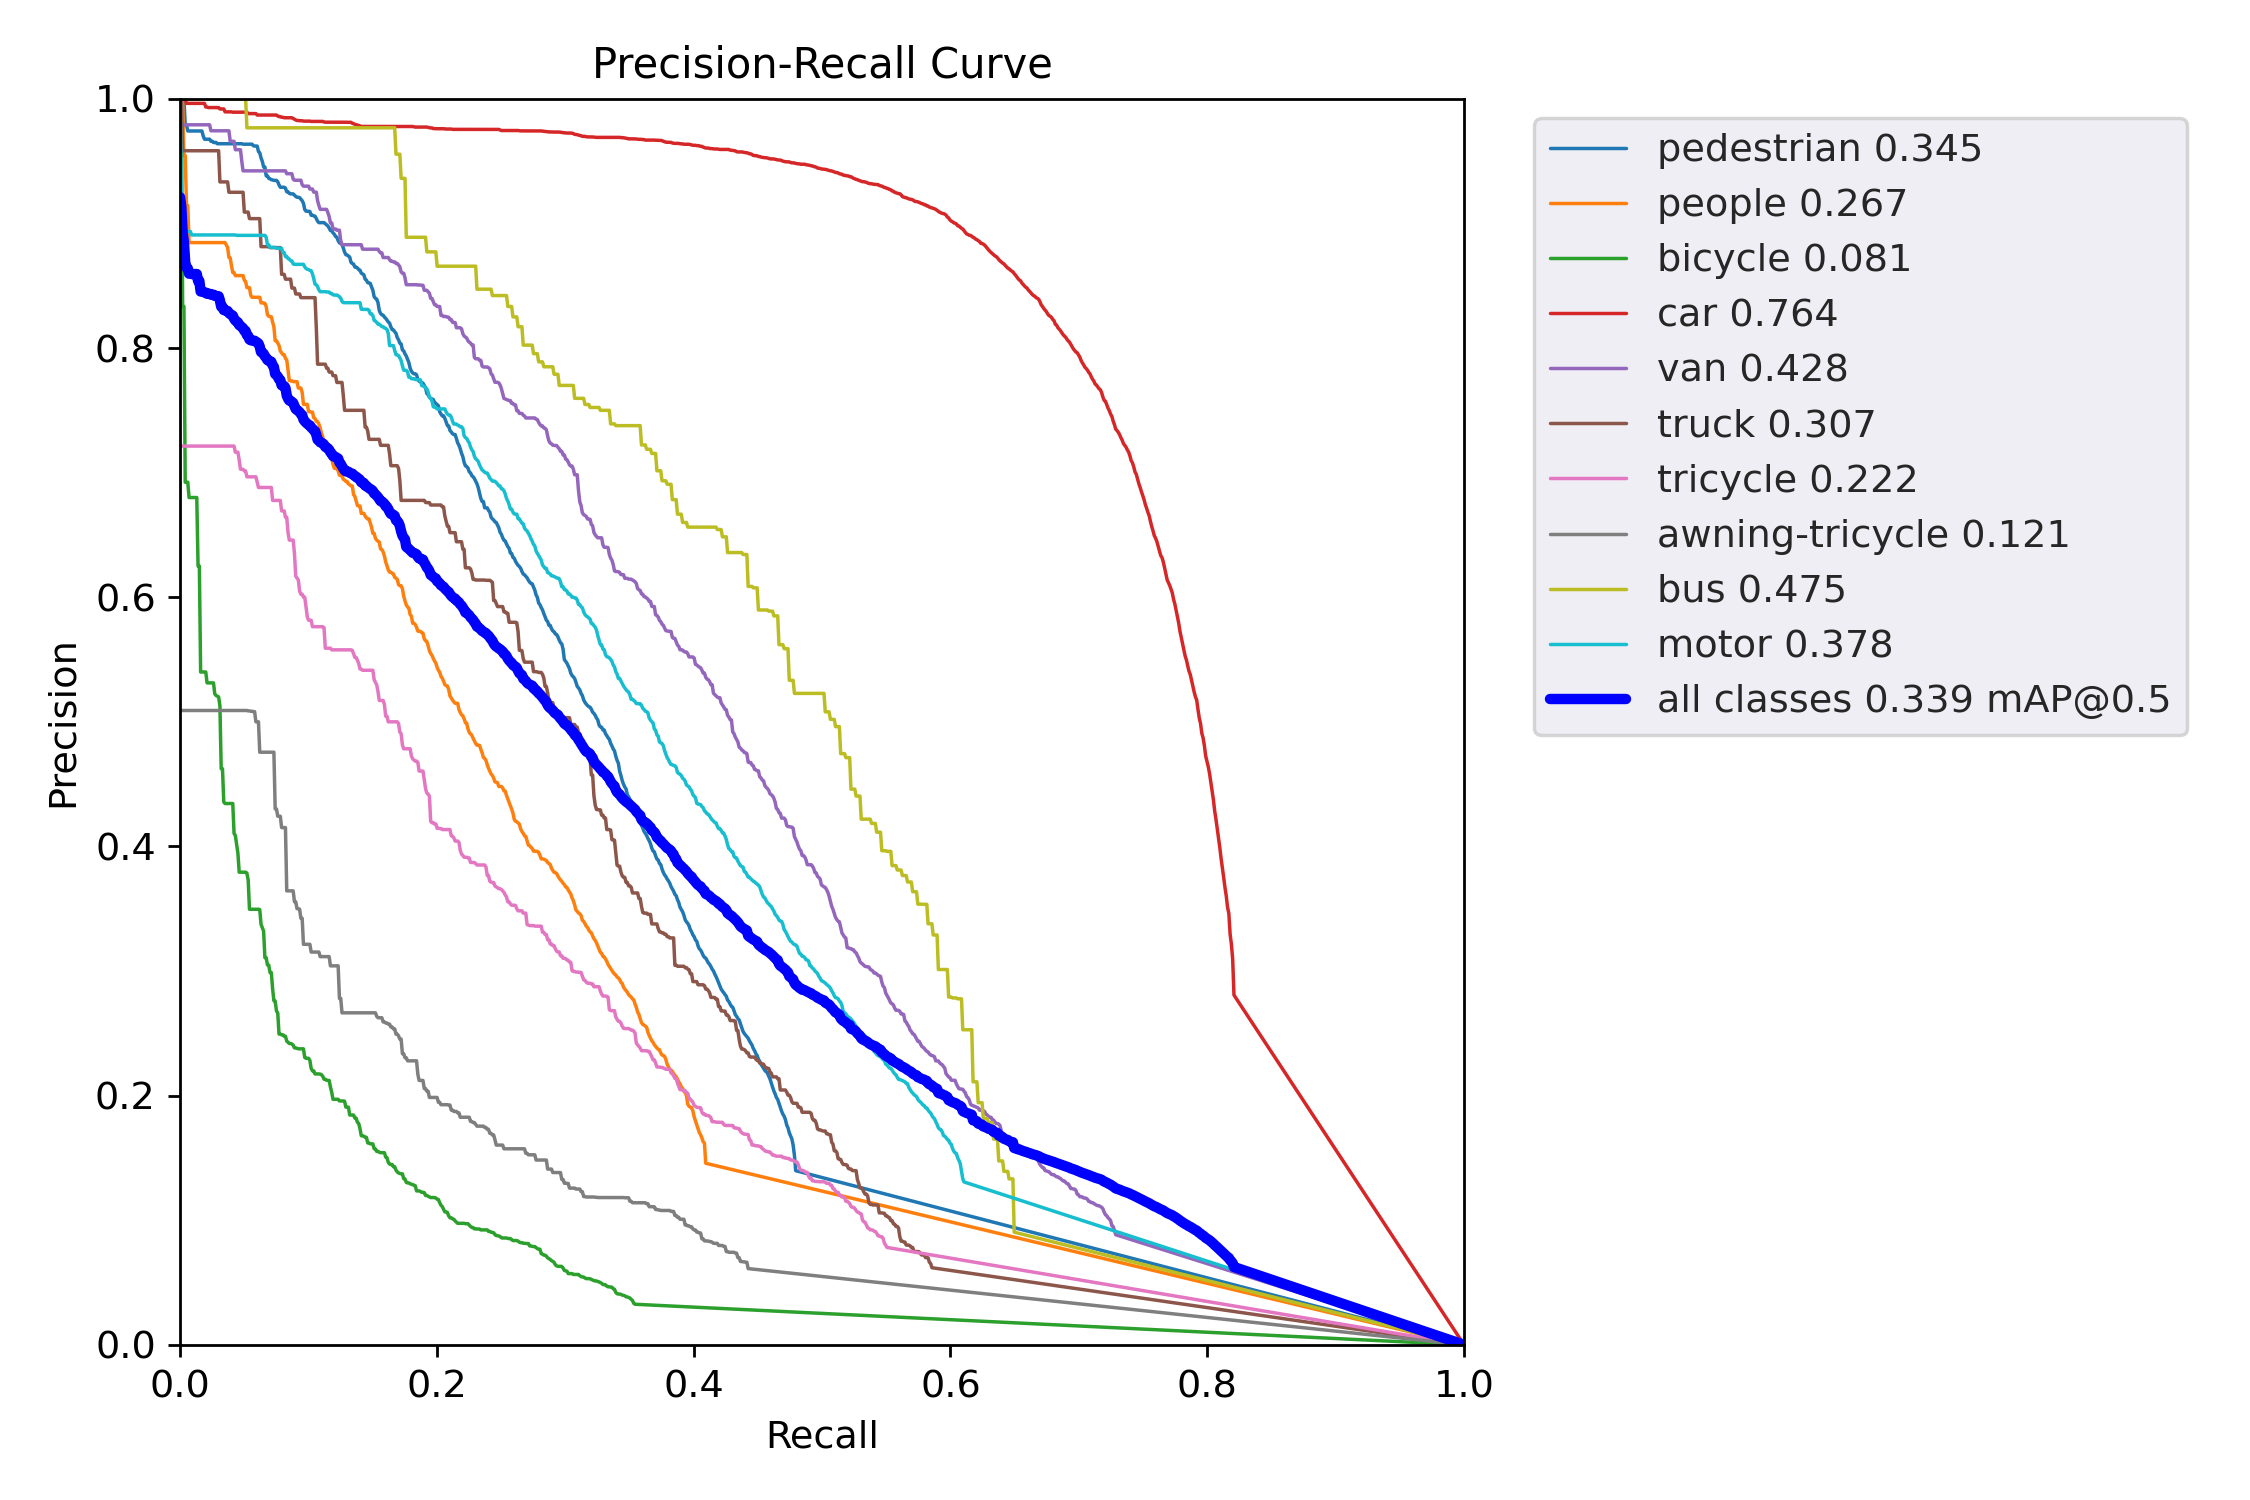 Precision-Recall Curve
1.0
0.8
0.6
0.4
0.2
0.0
Precision
0.0 0.2 0.4 0.6 0.8 1.0
Recall
pedestrian 0.345
people 0.267
bicycle 0.081
car 0.764
van 0.428
truck 0.307
tricycle 0.222
awning-tricycle 0.121
bus 0.475
motor 0.378
all classes 0.339 mAP@0.5